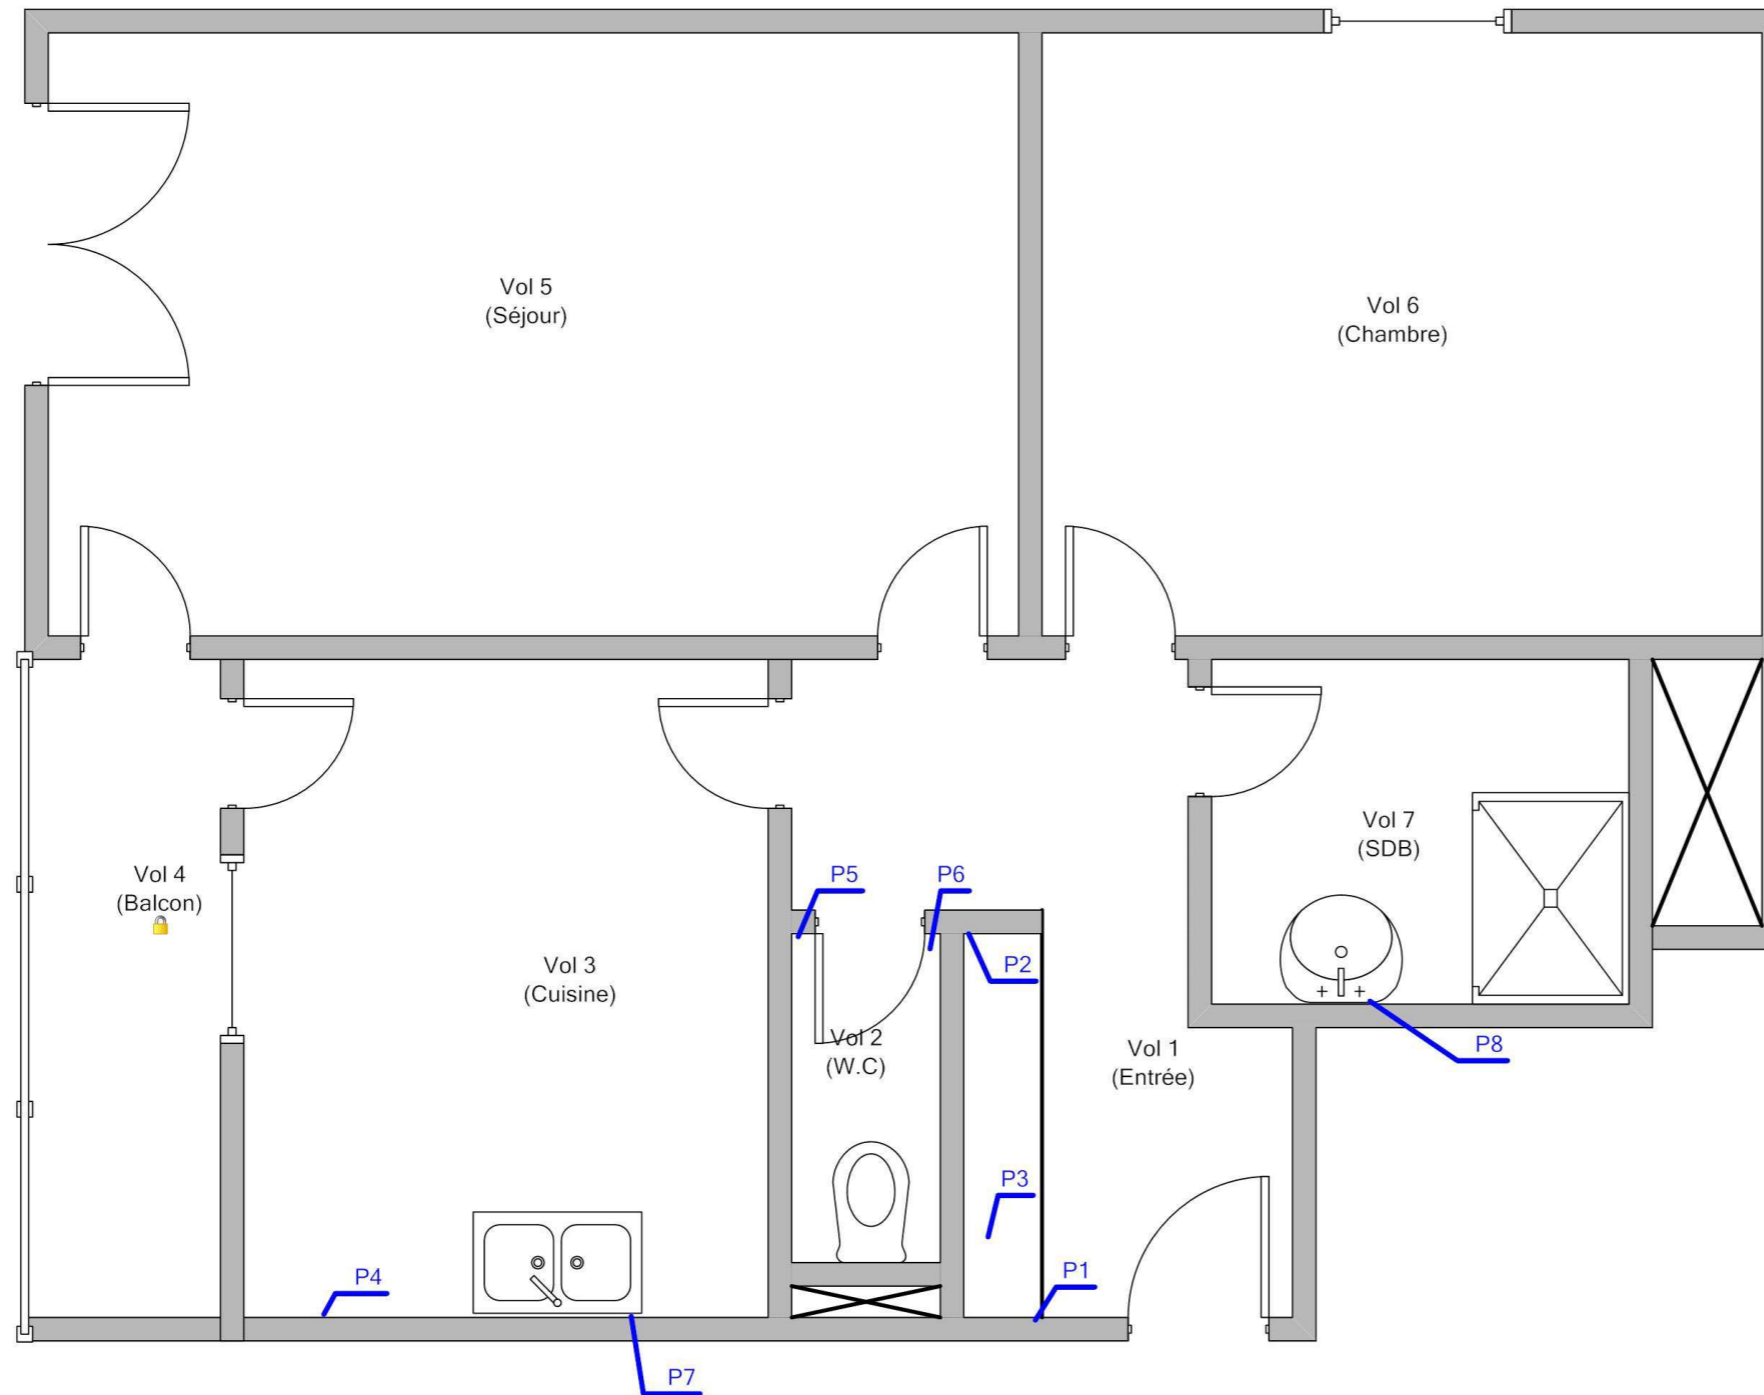 Vol 5
(Séjour)
Vol 6
(Chambre)
Vol 7
(SDB)
Vol 4
(Balcon)
P5
P6
Vol 3
(Cuisine)
P2
Vol 2
(W.C)
Vol 1
(Entrée)
P8
P3
P4
P1
P7